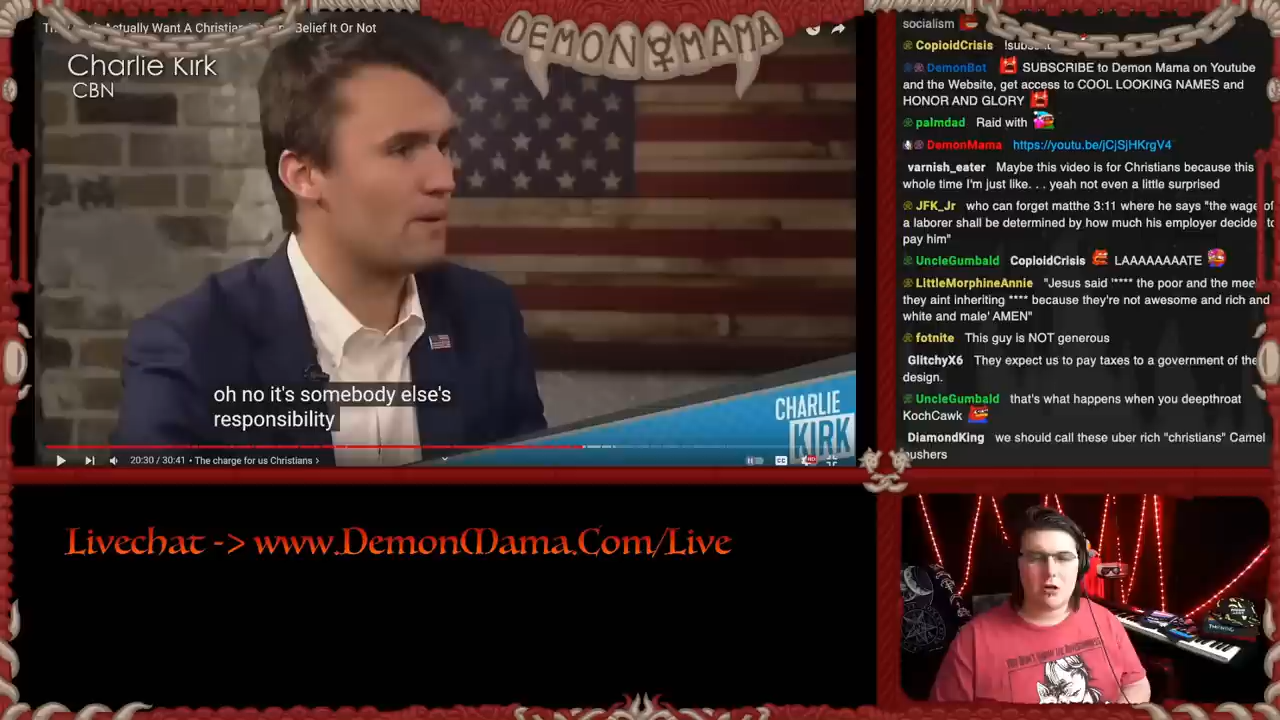 Actually Want A Christian
Belief It Or Not
DEMON MAMA
Charlie Kirk
CBN
oh no it's somebody else's
responsibility
CHARLIE
KIRK
20:30 / 30:41 • The charge for us Christians ›
socialism
CopioidCrisis
DemonBot SUBSCRIBE to Demon Mama on Youtube
and the Website, get access to COOL LOOKING NAMES and
HONOR AND GLORY
palmdad Raid with
DemonMama https://youtu.be/jCjSjHKrgV4
varnish_eater Maybe this video is for Christians because this
whole time I'm just like. . . yeah not even a little surprised
JFK_Jr who can forget matthe 3:11 where he says "the wage of
a laborer shall be determined by how much his employer decides to
pay him"
UncleGumbald CopioidCrisis LAAAAAAAATE
LittleMorphineAnnie "Jesus said '**** the poor and the
they aint inheriting **** because they're not awesome and rich and
white and male' AMEN"
fotnite This guy is NOT generous
GlitchyX6 They expect us to pay taxes to a government of the
design.
UncleGumbald that's what happens when you deepthroat
KochCawk
DiamondKing we should call these uber rich "christians" Camel
pushers
Livechat -> www.DemonMama.Com/Live